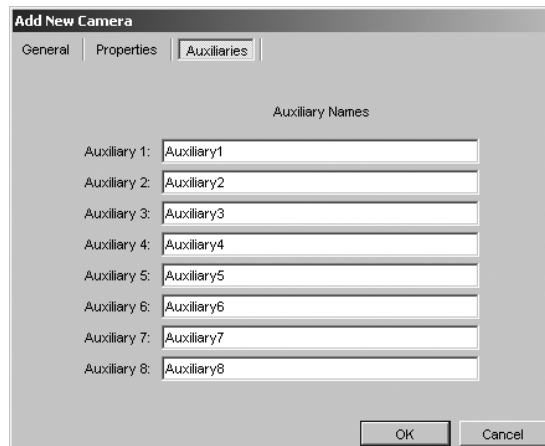 Add New Camera
General Properties Auxiliaries
Auxiliary Names
Auxiliary 1: Auxiliary1
Auxiliary 2: Auxiliary2
Auxiliary 3: Auxiliary3
Auxiliary 4: Auxiliary4
Auxiliary 5: Auxiliary5
Auxiliary 6: Auxiliary6
Auxiliary 7: Auxiliary7
Auxiliary 8: Auxiliary8
OK Cancel